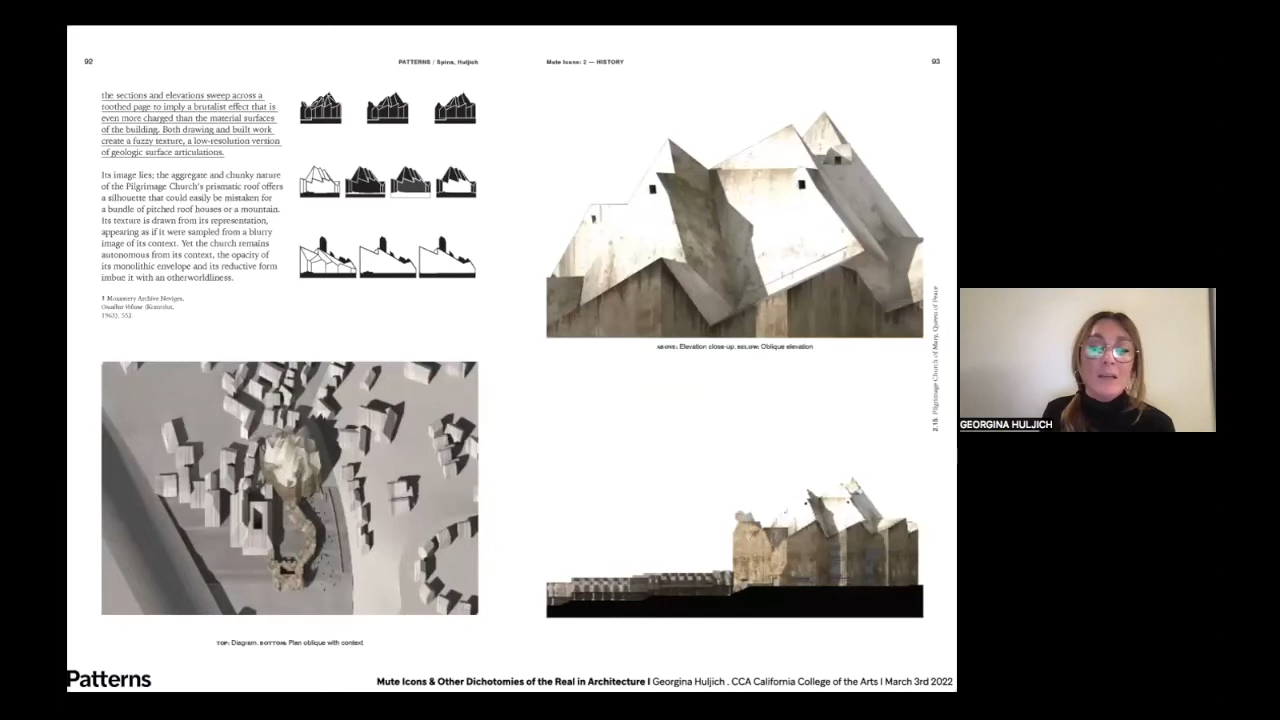 92
PATTERNS / Spina, Huljich
Mute Icons: 2 — HISTORY
93
the sections and elevations sweep across a
toothed page to imply a brutalist effect that is
even more charged than the material surfaces
of the building. Both drawing and built work
create a fuzzy texture, a low-resolution version
of geologic surface articulations.
Its image lies; the aggregate and chunky nature
of the Pilgrimage Church's prismatic roof offers
a silhouette that could easily be mistaken for
a bundle of pitched roof houses or a mountain.
Its texture is drawn from its representation,
appearing as if it were sampled from a blurry
image of its context. Yet the church remains
autonomous from its context, the opacity of
its monolithic envelope and its reductive form
imbue it with an otherworldliness.
1 Monastery Archive Neviges,
1963), 552.
TOP: Diagram. BOTTOM: Plan oblique with context
ABOVE: Elevation close-up. BELOW: Oblique elevation
2.15. Pilgrimage Church of Mary, Queen of Peace
GEORGINA HULJICH
Patterns
Mute Icons & Other Dichotomies of the Real in Architecture I Georgina Huljich . CCA California College of the Arts I March 3rd 2022